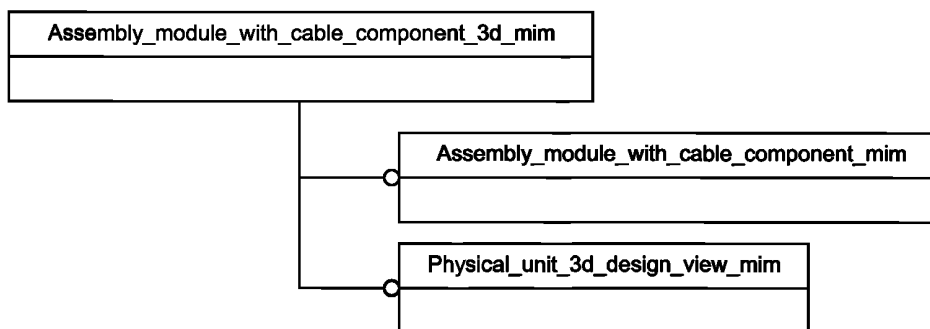 Assembly_module_with_cable_component_3d_mim
Assembly_module_with_cable_component_mim
Physical_unit_3d_design_view_mim